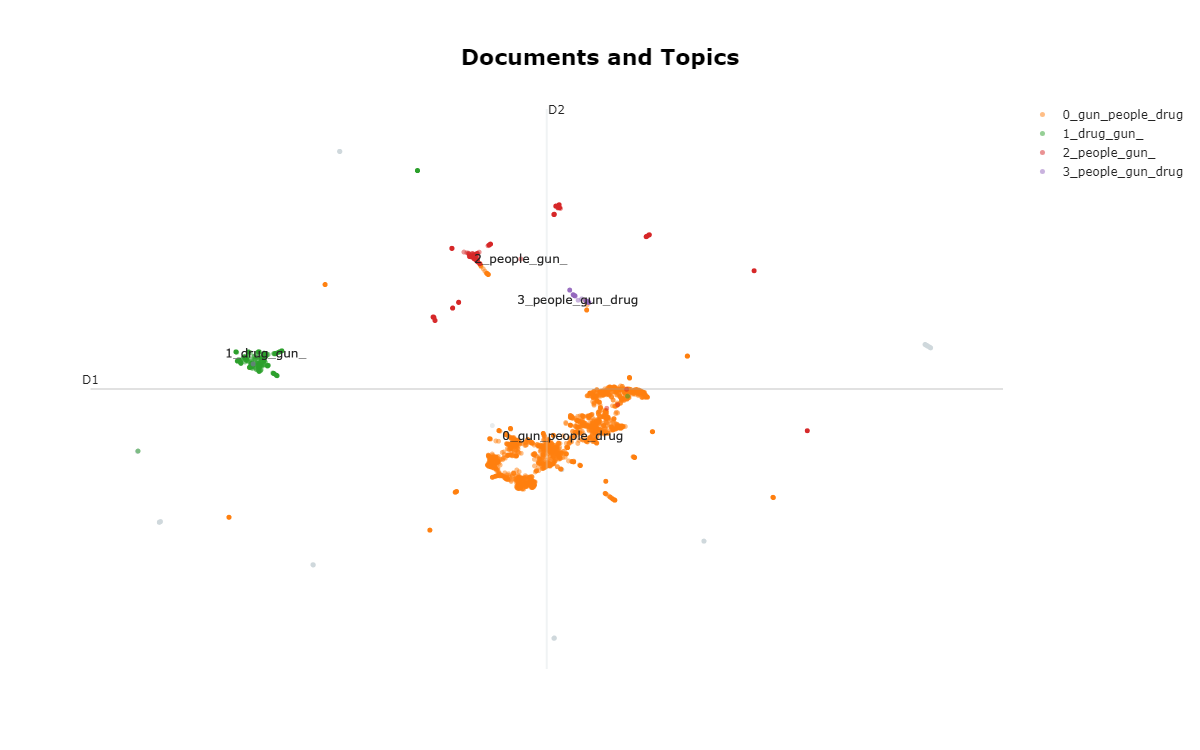 Documents and Topics
D2
0_gun_people_drug
1_drug_gun_
2_people_gun_
3_people_gun_drug
2_people_gun_
3_people_gun_drug
1_drug_gun_
D1
0_gun_people_drug